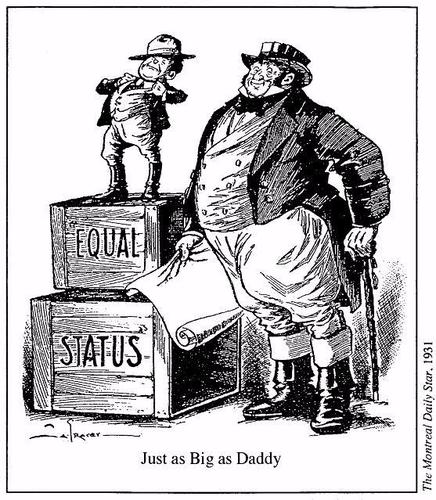 EQUAL
STATUS
Just as Big as Daddy
The Montreal Daily Star, 1931